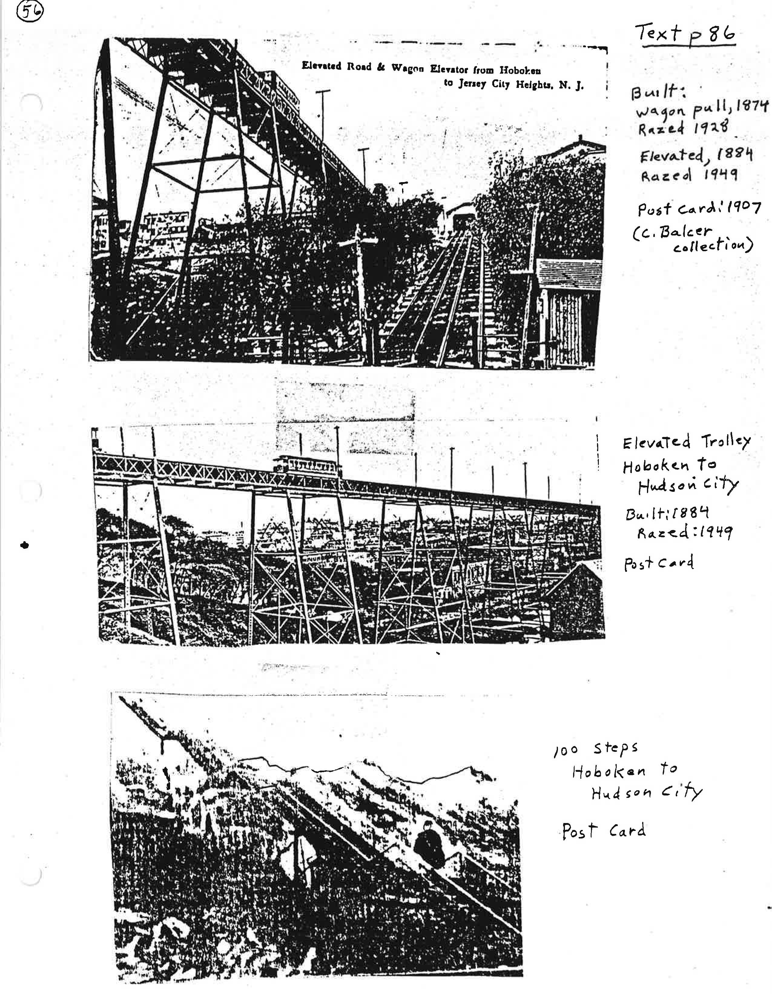 56
Text p 86
Elevated Road & Wagon Elevator from Hoboken
to Jersey City Heights, N. J.
Built:
wagon pull, 1874
Razed 1928
Elevated, 1884
Razed 1949
Post Card: 1907
(C. Balcer
collection)
Elevated Trolley
Hoboken to
Hudson City
Built: 1884
Razed: 1949
Post Card
100 Steps
Hoboken to
Hudson City
Post Card